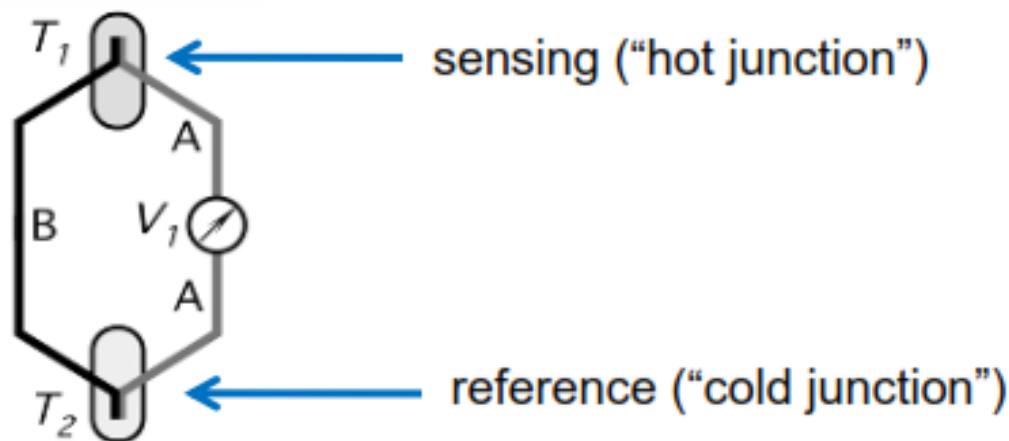 T1
sensing (“hot junction”)
A
B
V1
A
T2
reference (“cold junction”)